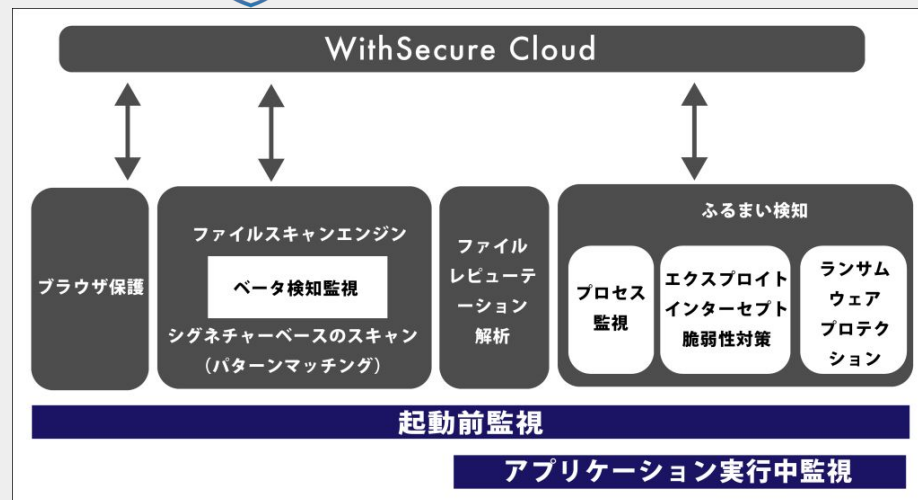 WithSecure Cloud
ブラウザ保護
ファイルスキャンエンジン
ベータ検知監視
シグネチャーベースのスキャン
（パターンマッチング）
ファイル
レピューテ
ーション
解析
ふるまい検知
プロセス
監視
エクスプロイト
インターセプト
脆弱性対策
ランサム
ウェア
プロテク
ション
起動前監視
アプリケーション実行中監視